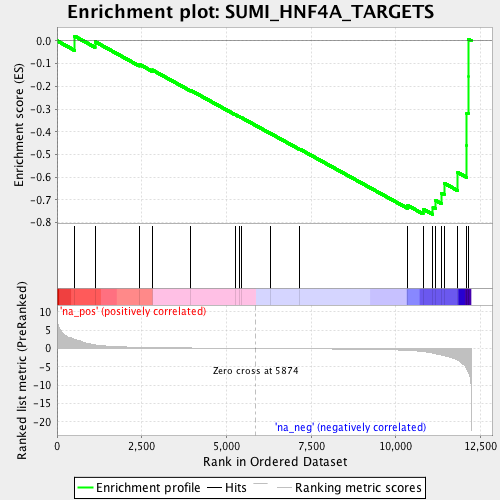 Enrichment plot: SUMI_HNF4A_TARGETS
Enrichment score (ES)
0.0
-0.1
-0.2
-0.3
-0.4
-0.5
-0.6
-0.7
-0.8
Ranked list metric (PreRanked)
10
5
0
-5
-10
-15
-20
'na_pos' (positively correlated)
Zero cross at 5874
'na_neg' (negatively correlated)
0
2,500
5,000
7,500
10,000
12,500
Rank in Ordered Dataset
Enrichment profile
Hits
Ranking metric scores